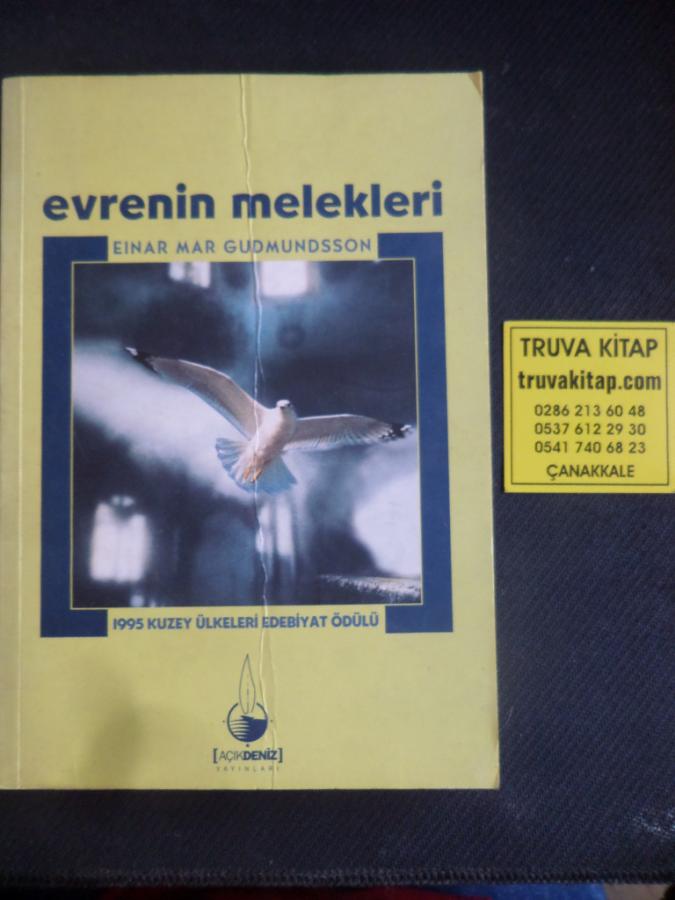 evrenin melekleri
EINAR MAR GUDMUNDSSON
1995 KUZEY ÜLKELERİ EDEBİYAT ÖDÜLÜ
[AÇIKDENİZ]
YAYINLARI
TRUVA KİTAP
truvakitap.com
0286 213 60 48
0537 612 29 30
0541 740 68 23
ÇANAKKALE